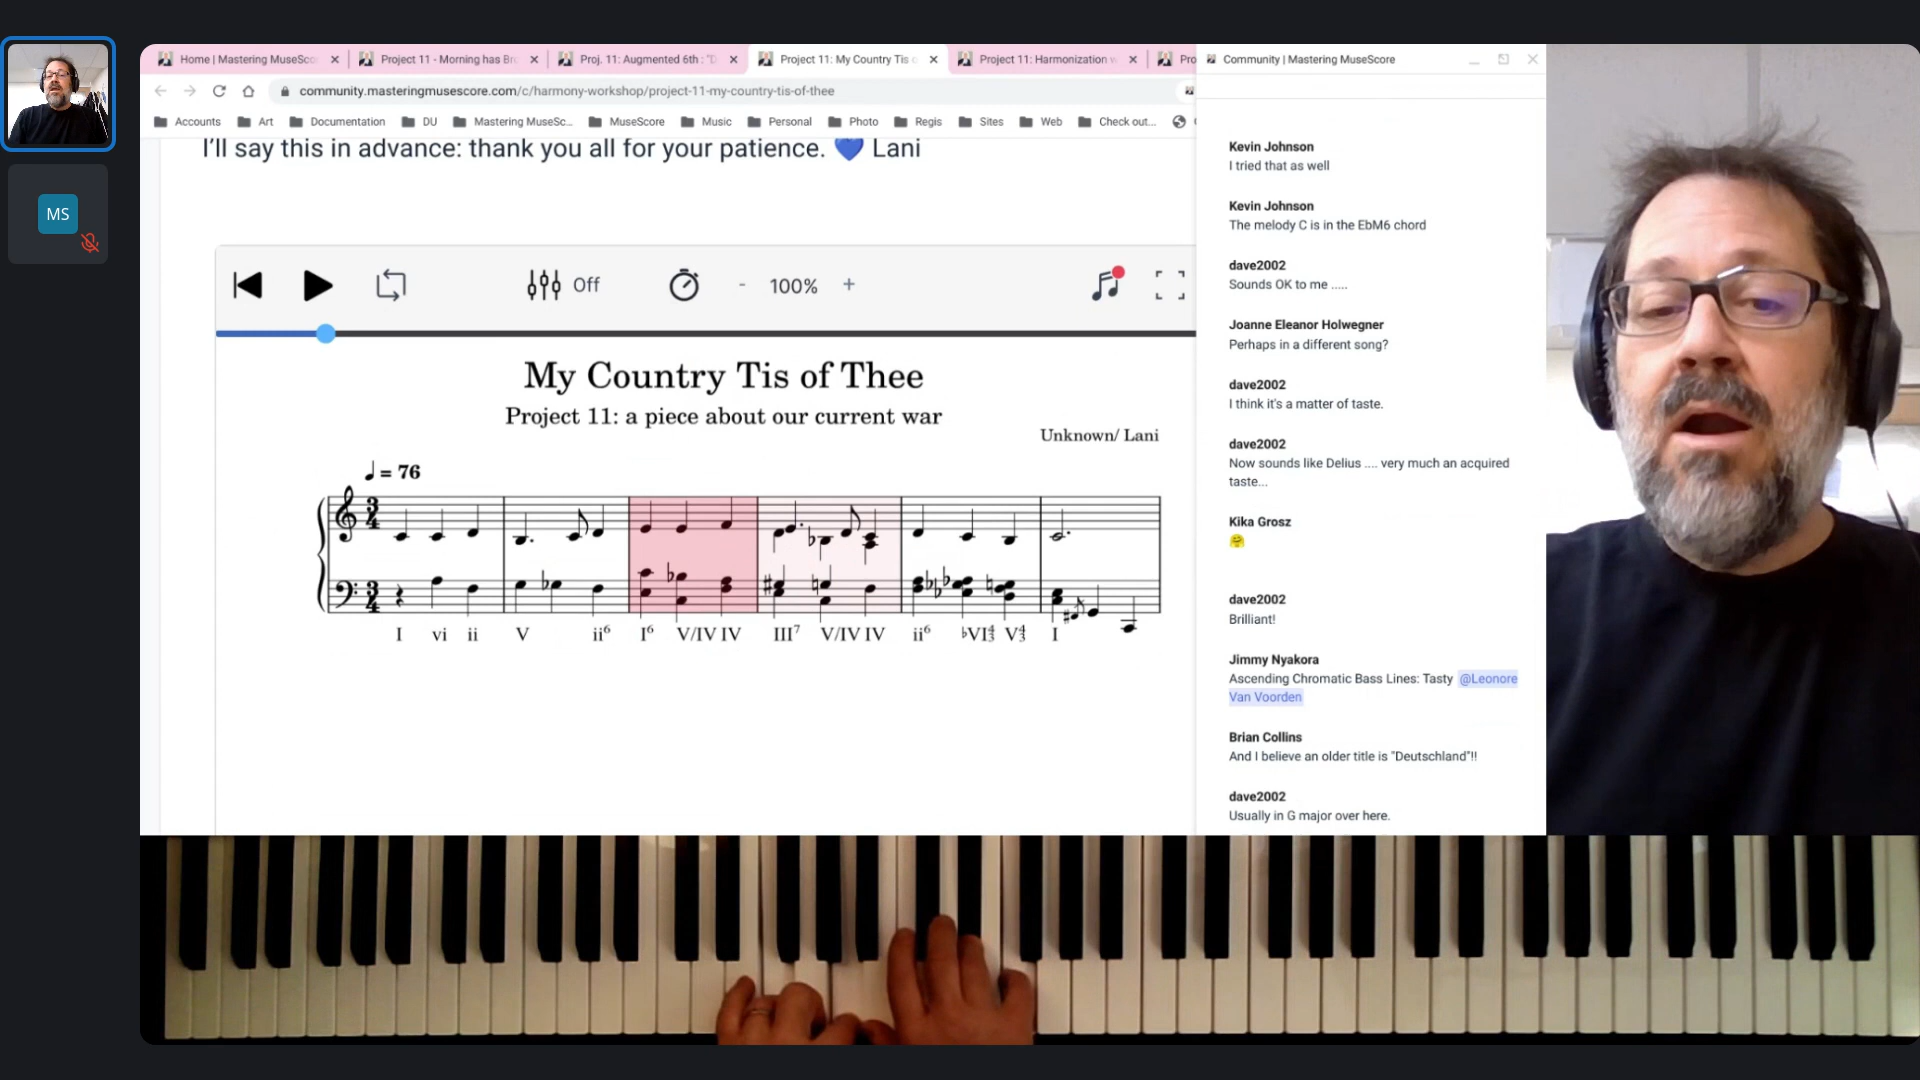 Home | Mastering MuseSco
Project 11 - Morning has Br
Proj. 11: Augmented 6th : "D
Project 11: My Country Tis o
Project 11: Harmonization w
Pro
Community | Mastering MuseScore
community.masteringmusescore.com/c/harmony-workshop/project-11-my-country-tis-of-thee
Accounts Art Documentation DU Mastering MuseSc... MuseScore Music Personal Photo Regis Sites Web Check out...
I'll say this in advance: thank you all for your patience. 💙 Lani
MS
Off - 100% +
My Country Tis of Thee
Project 11: a piece about our current war
Unknown/ Lani
♩ = 76
I vi ii V ii6 I6 V/IV IV III7 V/IV IV ii6 ♭VI43 V43 I
Kevin Johnson
I tried that as well
Kevin Johnson
The melody C is in the EbM6 chord
dave2002
Sounds OK to me .....
Joanne Eleanor Holwegner
Perhaps in a different song?
dave2002
I think it's a matter of taste.
dave2002
Now sounds like Delius .... very much an acquired
taste...
Kika Grosz
🤗
dave2002
Brilliant!
Jimmy Nyakora
Ascending Chromatic Bass Lines: Tasty @Leonore
Van Voorden
Brian Collins
And I believe an older title is "Deutschland"!!
dave2002
Usually in G major over here.